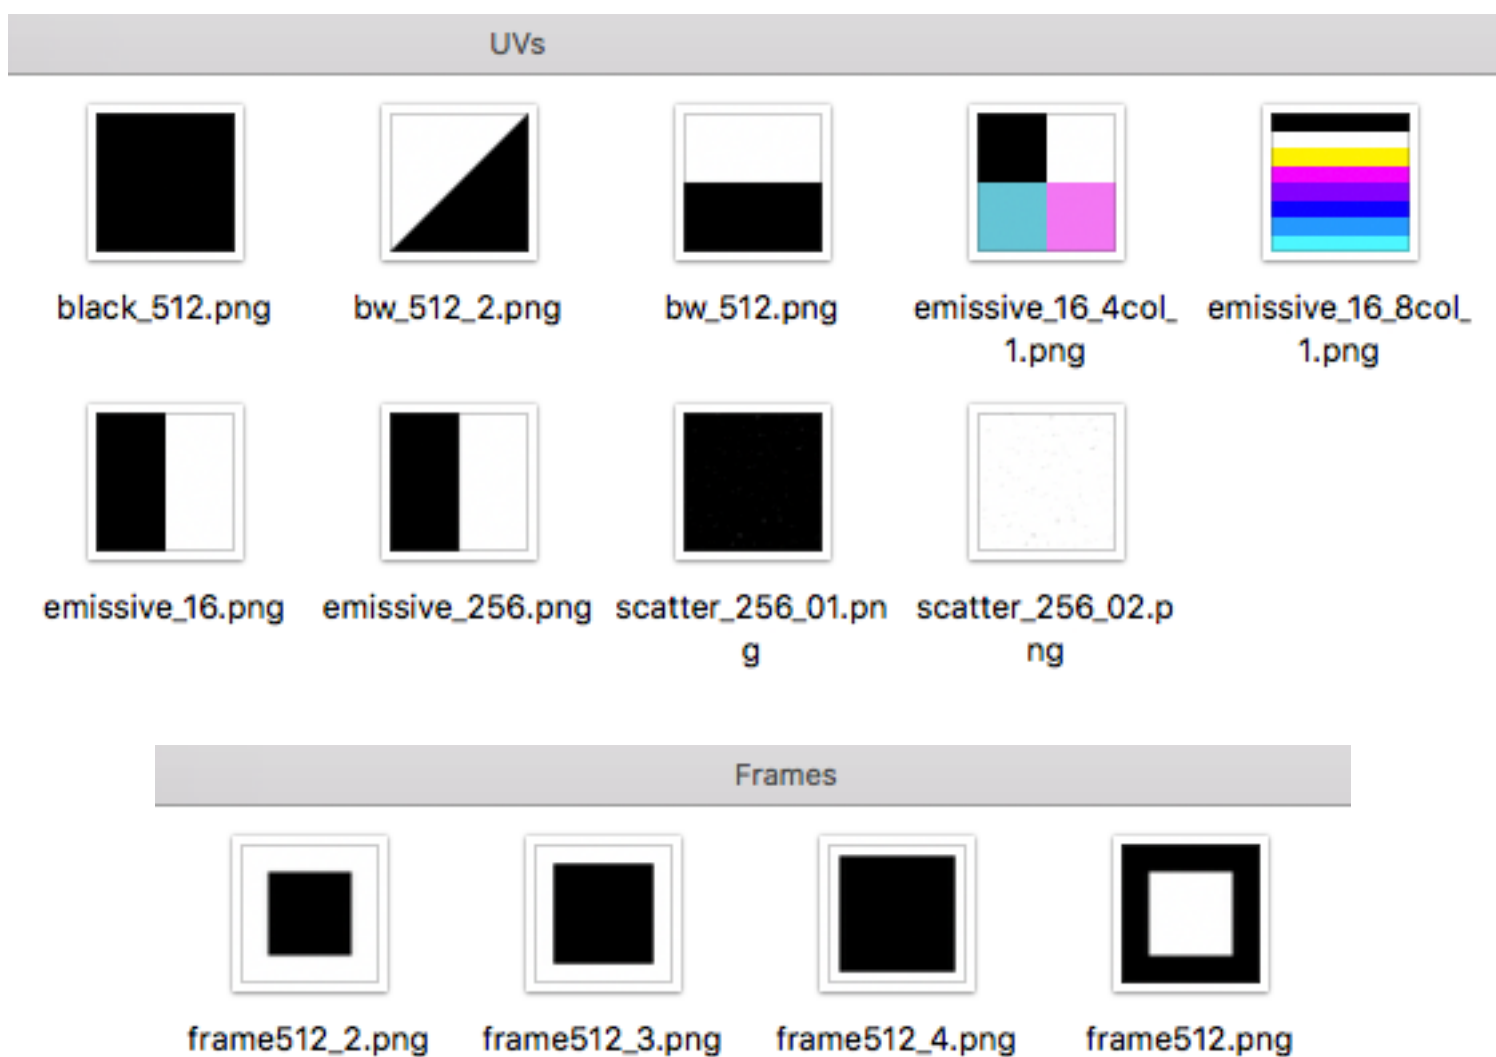 UVs
black_512.png
bw_512_2.png
bw_512.png
emissive_16_4col_
1.png
emissive_16_8col_
1.png
emissive_16.png
emissive_256.png
scatter_256_01.pn
g
scatter_256_02.p
ng
Frames
frame512_2.png
frame512_3.png
frame512_4.png
frame512.png